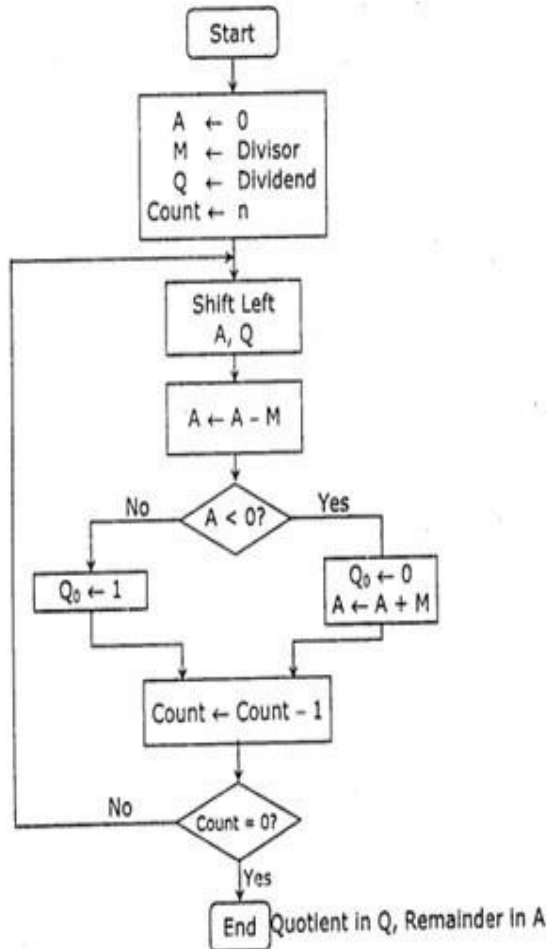 Start
A ← 0
M ← Divisor
Q ← Dividend
Count ← n
Shift Left
A, Q
A ← A – M
No
A < 0?
Yes
Q₀ ← 1
Q₀ ← 0
A ← A + M
Count ← Count – 1
No
Count = 0?
Yes
End Quotient in Q, Remainder in A